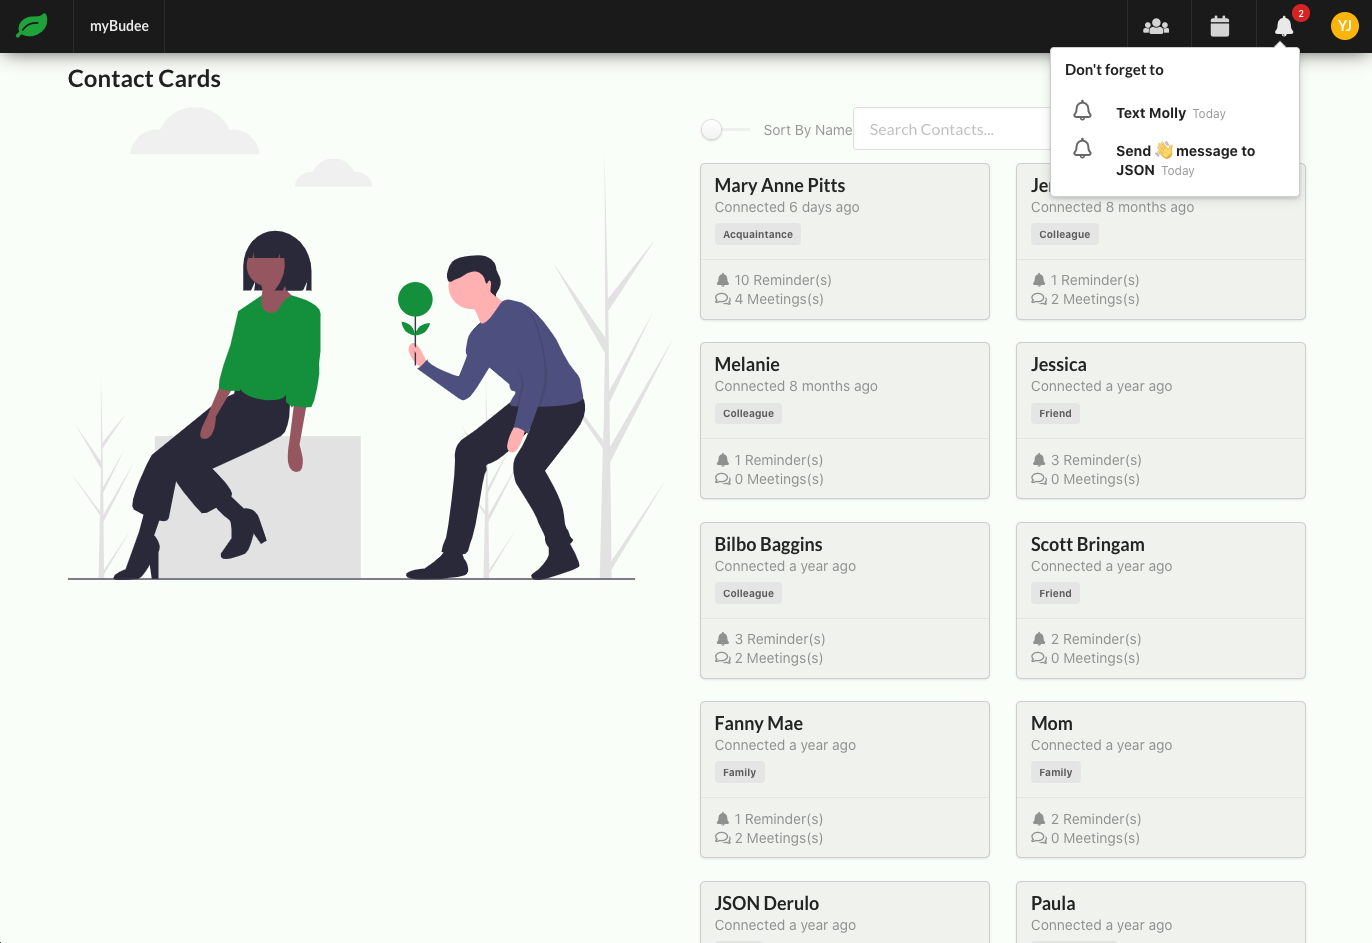 myBudee
2
YJ
Don't forget to
Text Molly Today
Send 👋 message to
JSON Today
Contact Cards
Sort By Name
Search Contacts...
Mary Anne Pitts
Connected 6 days ago
Acquaintance
10 Reminder(s)
4 Meetings(s)
Connected 8 months ago
Colleague
1 Reminder(s)
2 Meetings(s)
Melanie
Connected 8 months ago
Colleague
1 Reminder(s)
0 Meetings(s)
Jessica
Connected a year ago
Friend
3 Reminder(s)
0 Meetings(s)
Bilbo Baggins
Connected a year ago
Colleague
3 Reminder(s)
2 Meetings(s)
Scott Bringam
Connected a year ago
Friend
2 Reminder(s)
0 Meetings(s)
Fanny Mae
Connected a year ago
Family
1 Reminder(s)
2 Meetings(s)
Mom
Connected a year ago
Family
2 Reminder(s)
0 Meetings(s)
JSON Derulo
Connected a year ago
Paula
Connected a year ago